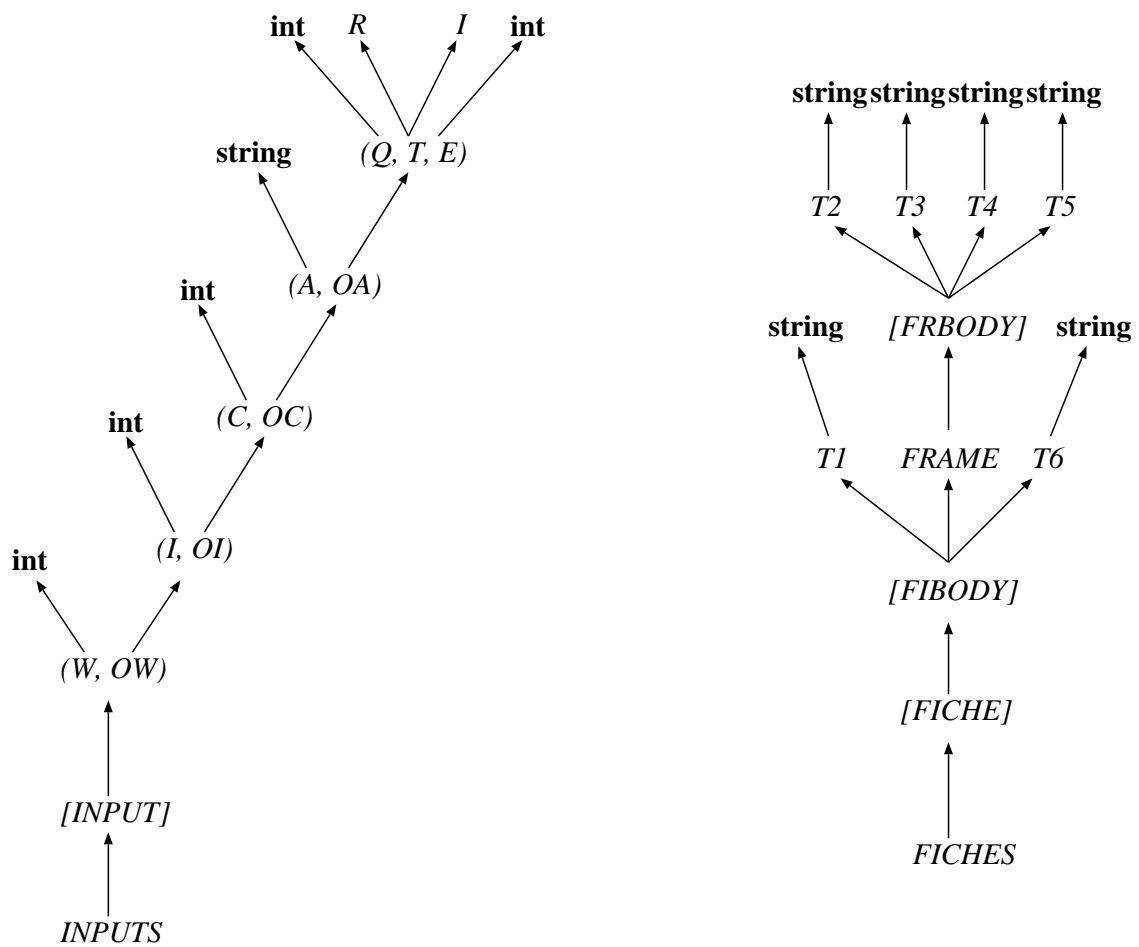 int R I int
string (Q, T, E)
int (A, OA)
int (C, OC)
int (I, OI)
(W, OW)
[INPUT]
INPUTS
string string string string
T2 T3 T4 T5
string [FRBODY] string
T1 FRAME T6
[FIBODY]
[FICHE]
FICHES